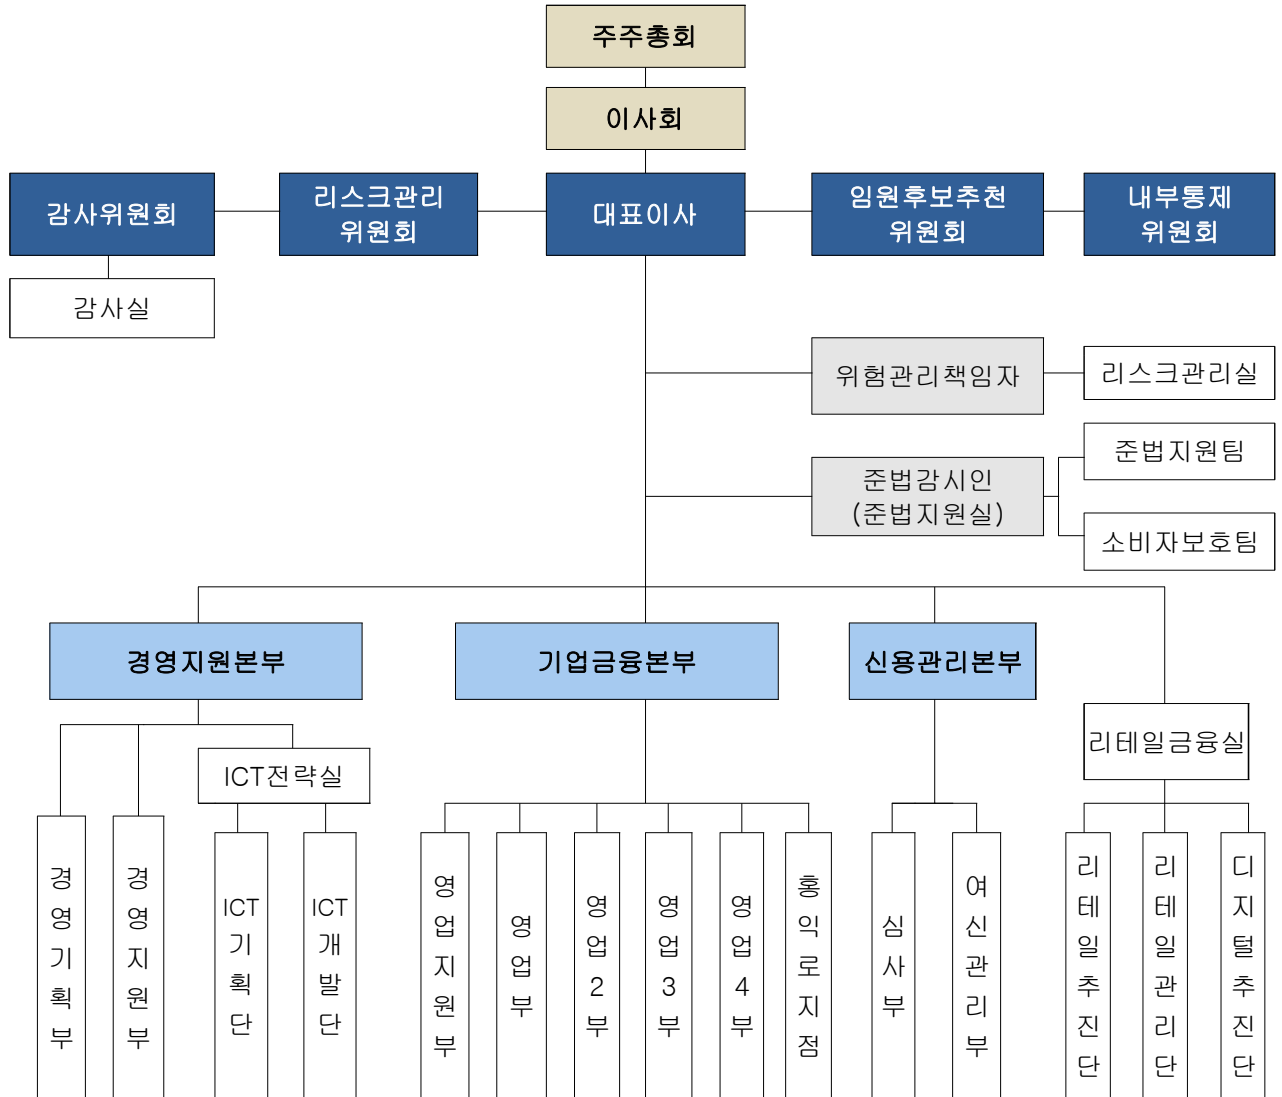 주주총회
이사회
감사위원회
리스크관리
위원회
대표이사
임원후보추천
위원회
내부통제
위원회
감사실
위험관리책임자
리스크관리실
준법감시인
(준법지원실)
준법지원팀
소비자보호팀
경영지원본부
기업금융본부
신용관리본부
리테일금융실
ICT전략실
경영기획부
경영지원부
ICT
기획단
ICT
개발단
영업지원부
영업부
영업2부
영업3부
영업4부
홍익로지점
심사부
여신관리부
리테일추진단
리테일관리단
디지털추진단